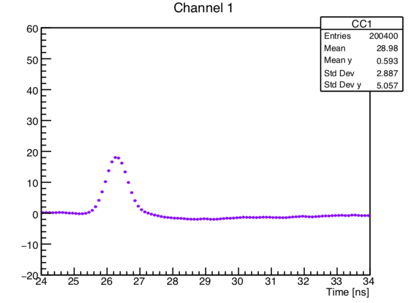 Channel 1
CC1
Entries 200400
Mean 28.98
Mean y 0.593
Std Dev 2.887
Std Dev y 5.057
60
50
40
30
20
10
0
−10
−20
24 25 26 27 28 29 30 31 32 33 34
Time [ns]